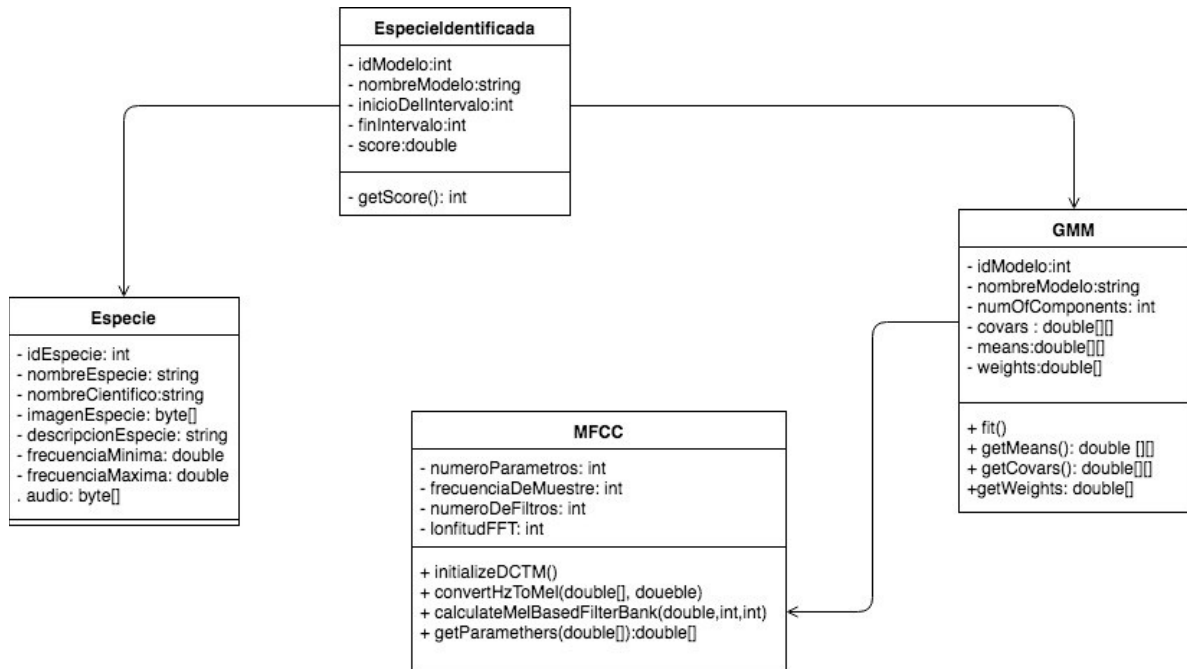 EspecieIdentificada
- idModelo:int
- nombreModelo:string
- inicioDelIntervalo:int
- finIntervalo:int
- score:double
- getScore(): int
GMM
- idModelo:int
- nombreModelo:string
- numOfComponents: int
- covars : double[][]
- means:double[][]
- weights:double[]
+ fit()
+ getMeans(): double [][]
+ getCovars(): double[][]
+getWeights: double[]
Especie
- idEspecie: int
- nombreEspecie: string
- nombreCientifico:string
- imagenEspecie: byte[]
- descripcionEspecie: string
- frecuenciaMinima: double
- frecuenciaMaxima: double
. audio: byte[]
MFCC
- numeroParametros: int
- frecuenciaDeMuestre: int
- numeroDeFiltros: int
- lonfitudFFT: int
+ initializeDCTM()
+ convertHzToMel(double[], doueble)
+ calculateMelBasedFilterBank(double,int,int)
+ getParamethers(double[]):double[]